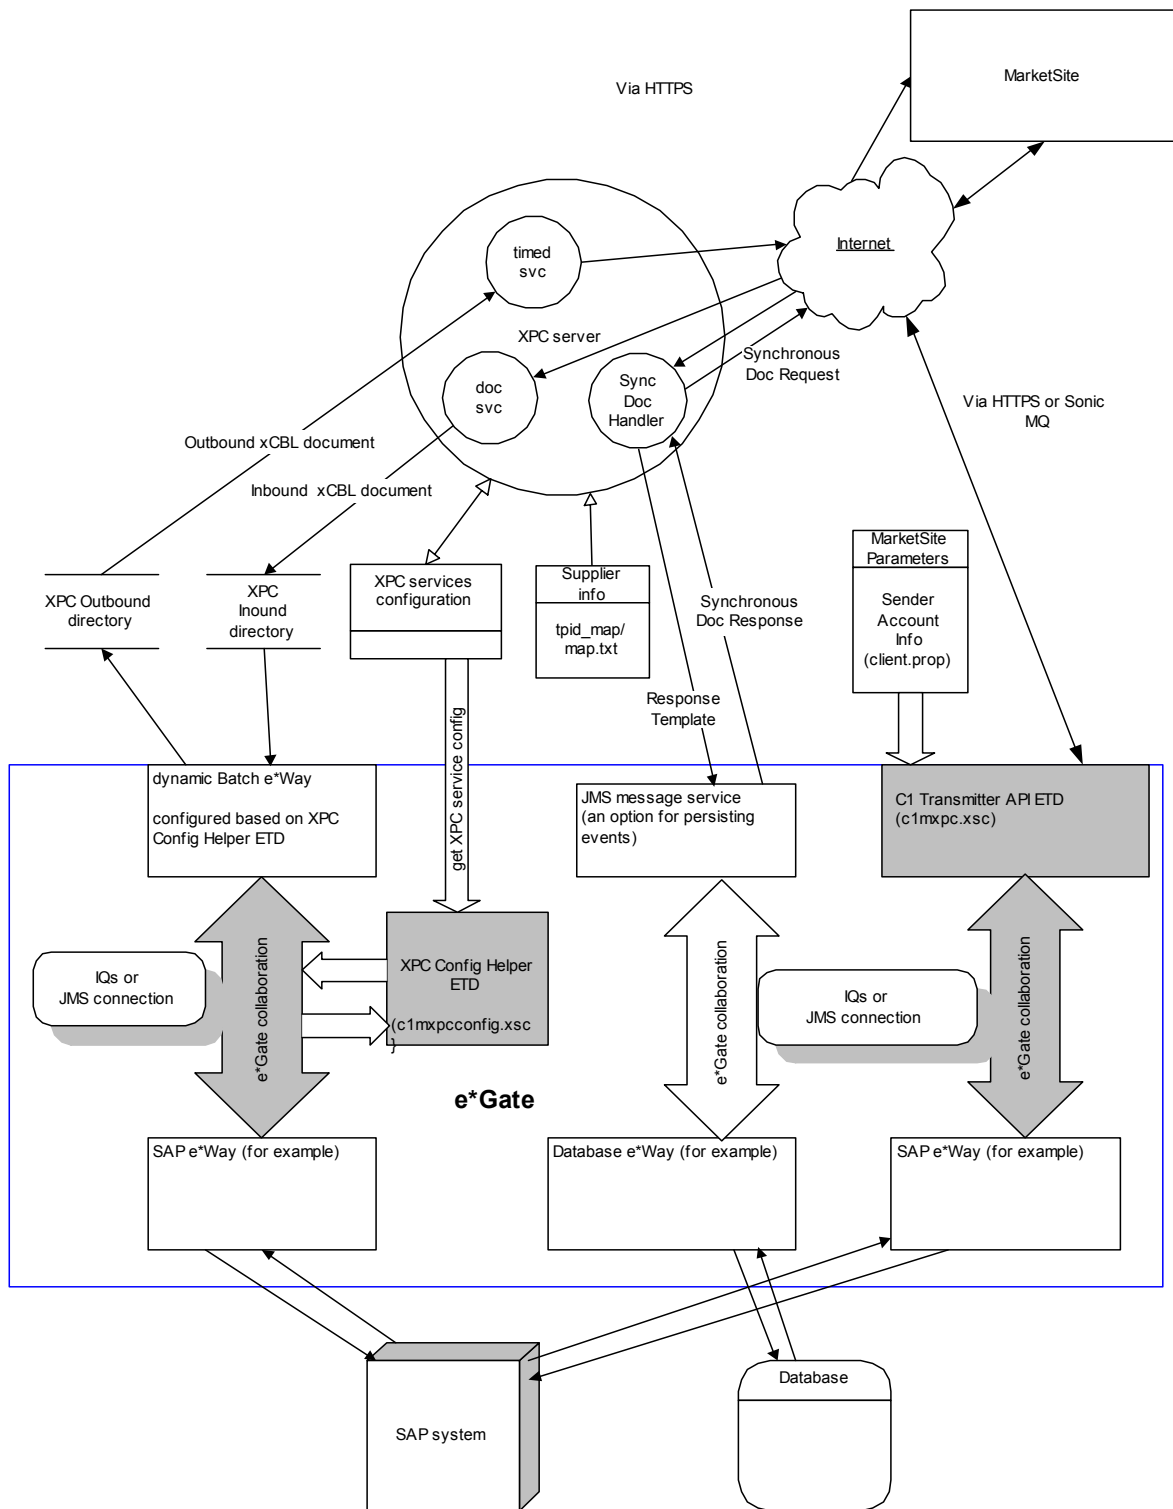 MarketSite
Via HTTPS
Internet
timed
svc
XPC server
doc
svc
Sync
Doc
Handler
Synchronous
Doc Request
Via HTTPS or Sonic
MQ
Outbound xCBL document
Inbound xCBL document
XPC Outbound
directory
XPC
Inound
directory
XPC services
configuration
Supplier
info
tpid_map/
map.txt
Synchronous
Doc Response
MarketSite
Parameters
Sender
Account
Info
(client.prop)
Response
Template
get XPC service config
dynamic Batch e*Way
configured based on XPC
Config Helper ETD
JMS message service
(an option for persisting
events)
C1 Transmitter API ETD
(c1mxpc.xsc)
IQs or
JMS connection
e*Gate collaboration
XPC Config Helper
ETD
(c1mxpcconfig.xsc
}
e*Gate collaboration
IQs or
JMS connection
e*Gate collaboration
e*Gate
SAP e*Way (for example)
Database e*Way (for example)
SAP e*Way (for example)
SAP system
Database